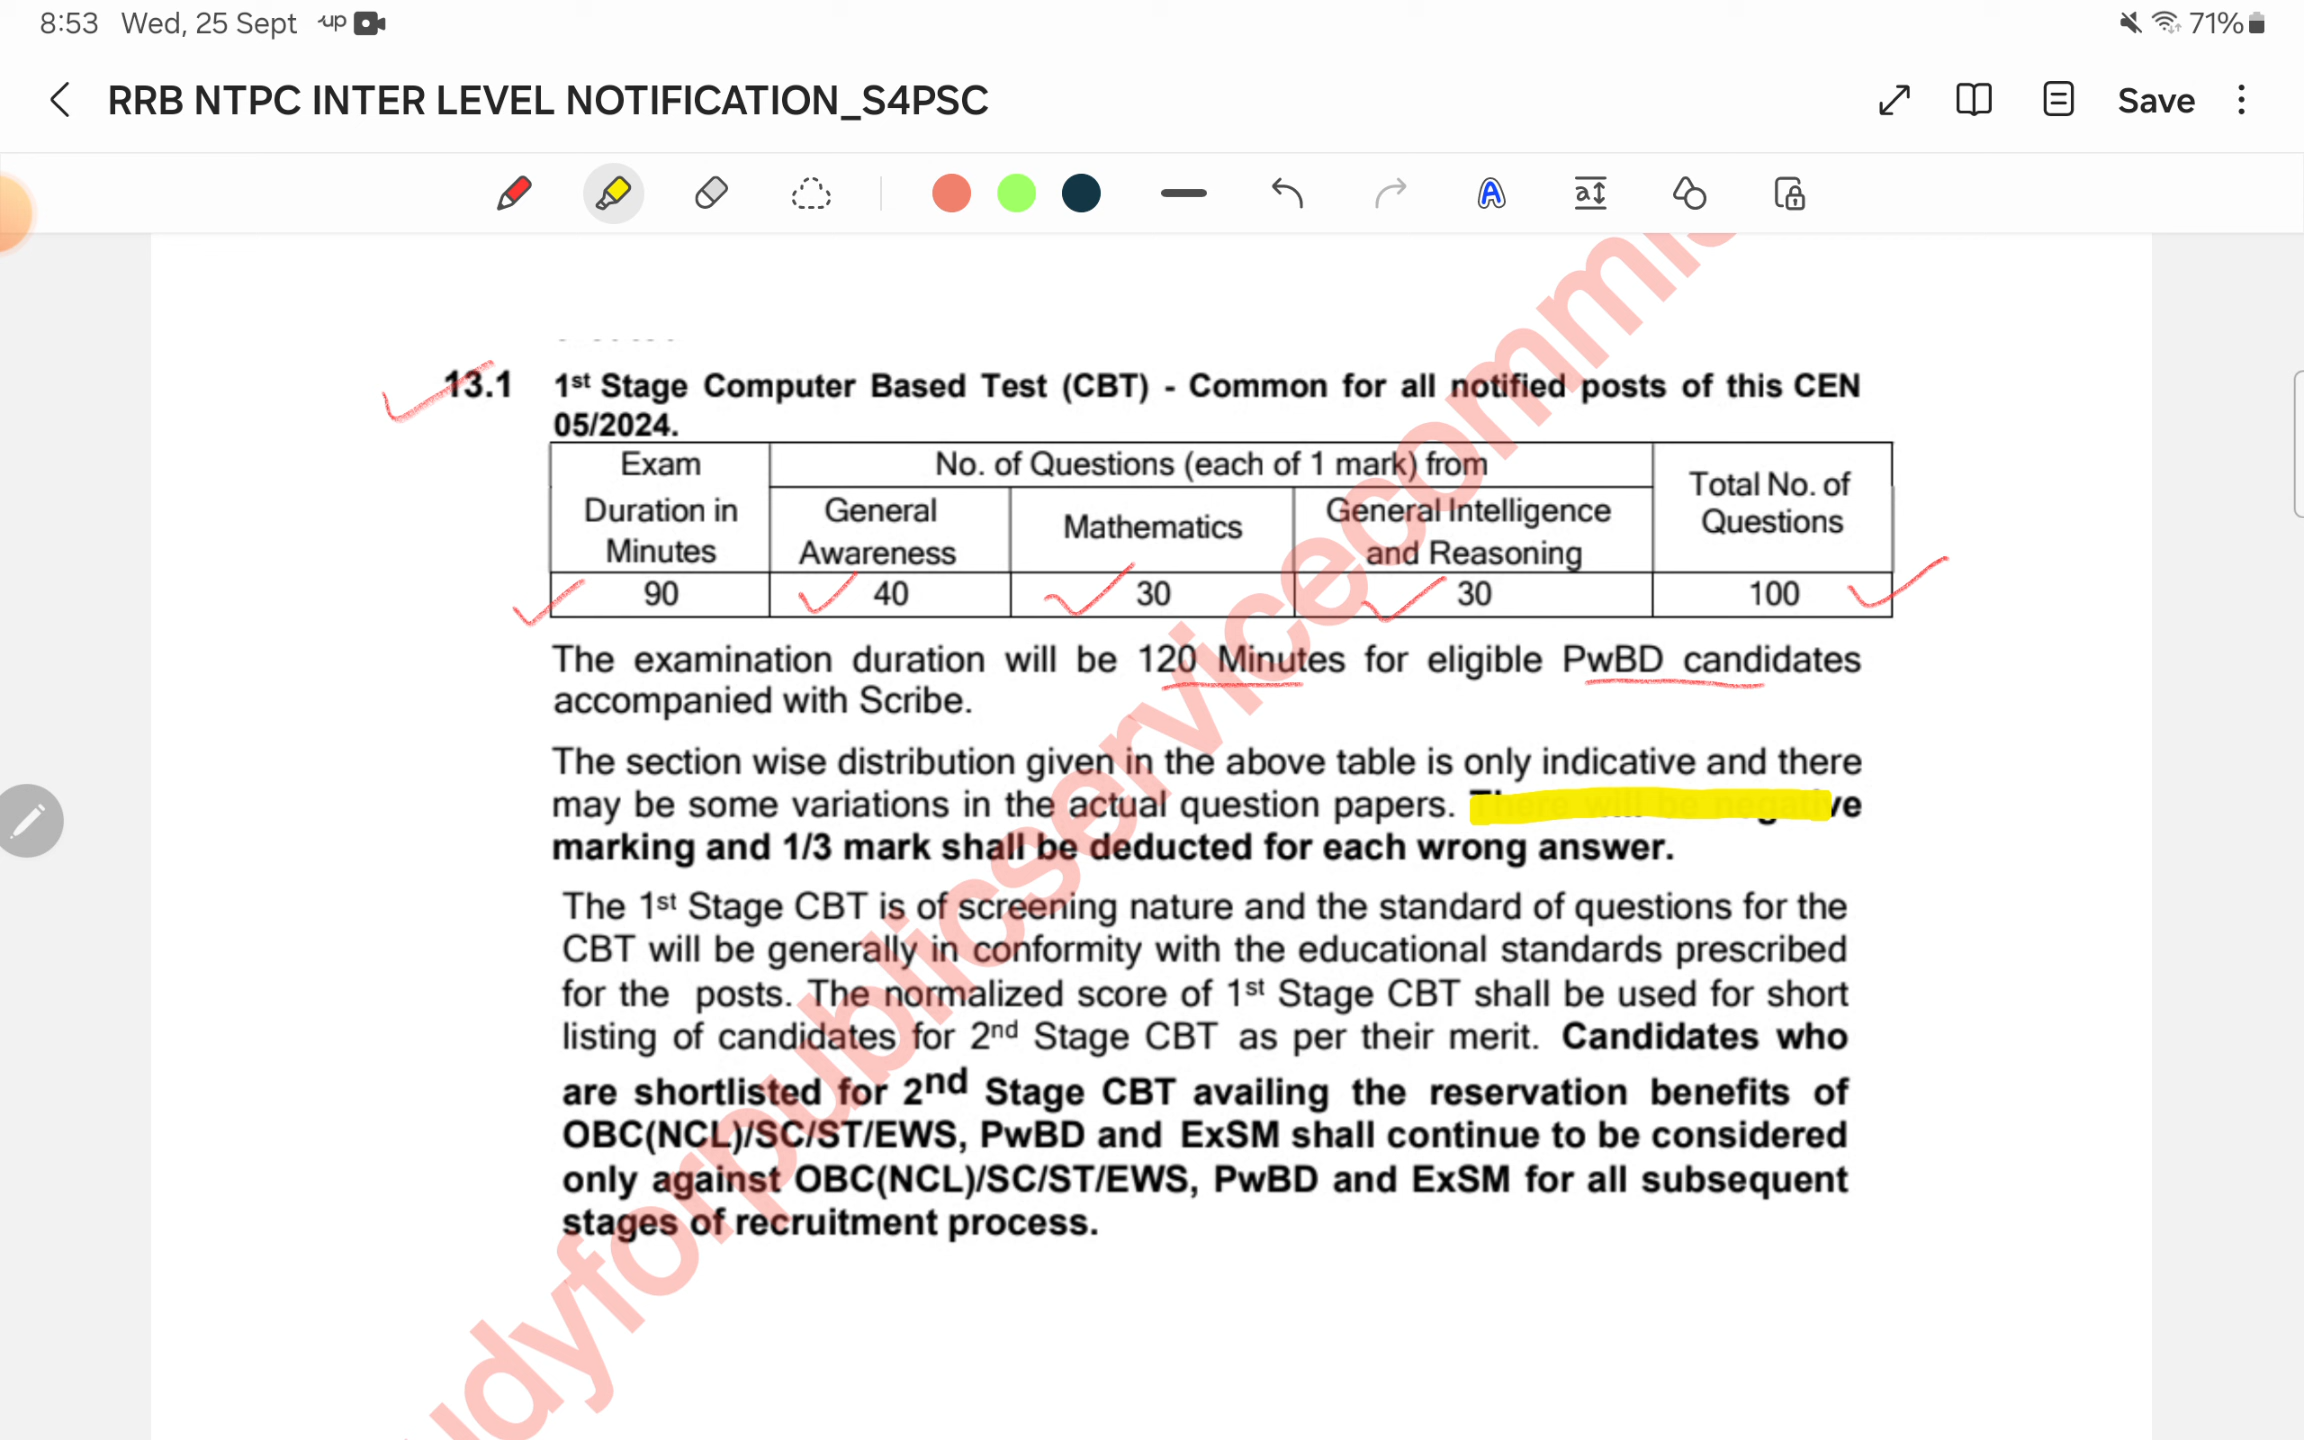 8:53 Wed, 25 Sept up 71%
RRB NTPC INTER LEVEL NOTIFICATION_S4PSC Save
A a
13.1 1st Stage Computer Based Test (CBT) - Common for all notified posts of this CEN
05/2024.
Exam Duration in Minutes
No. of Questions (each of 1 mark) from
General Awareness
Mathematics
General Intelligence and Reasoning
Total No. of Questions
90 40 30 30 100
The examination duration will be 120 Minutes for eligible PwBD candidates
accompanied with Scribe.
The section wise distribution given in the above table is only indicative and there
may be some variations in the actual question papers. There will be negative
marking and 1/3 mark shall be deducted for each wrong answer.
The 1st Stage CBT is of screening nature and the standard of questions for the
CBT will be generally in conformity with the educational standards prescribed
for the posts. The normalized score of 1st Stage CBT shall be used for short
listing of candidates for 2nd Stage CBT as per their merit. Candidates who
are shortlisted for 2nd Stage CBT availing the reservation benefits of
OBC(NCL)/SC/ST/EWS, PwBD and ExSM shall continue to be considered
only against OBC(NCL)/SC/ST/EWS, PwBD and ExSM for all subsequent
stages of recruitment process.
udyforpublicservicecommis